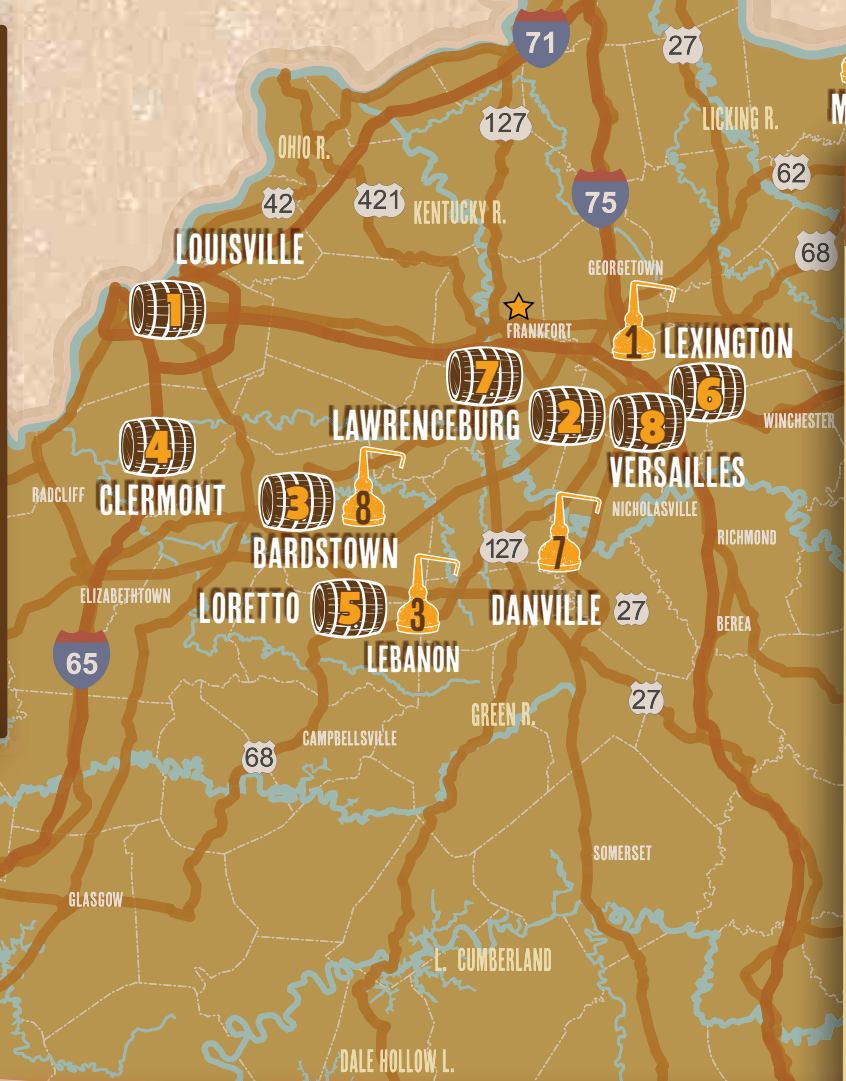 71
27
127
LICKING R.
M
OHIO R.
62
75
42
421
KENTUCKY R.
LOUISVILLE
68
GEORGETOWN
1
FRANKFORT
1
LEXINGTON
7
6
2
LAWRENCEBURG
8
WINCHESTER
4
VERSAILLES
RADCLIFF
CLERMONT
3
8
NICHOLASVILLE
RICHMOND
BARDSTOWN
127
7
ELIZABETHTOWN
LORETTO
5
3
DANVILLE
27
BEREA
LEBANON
65
27
GREEN R.
CAMPBELLSVILLE
68
SOMERSET
GLASGOW
L. CUMBERLAND
DALE HOLLOW L.